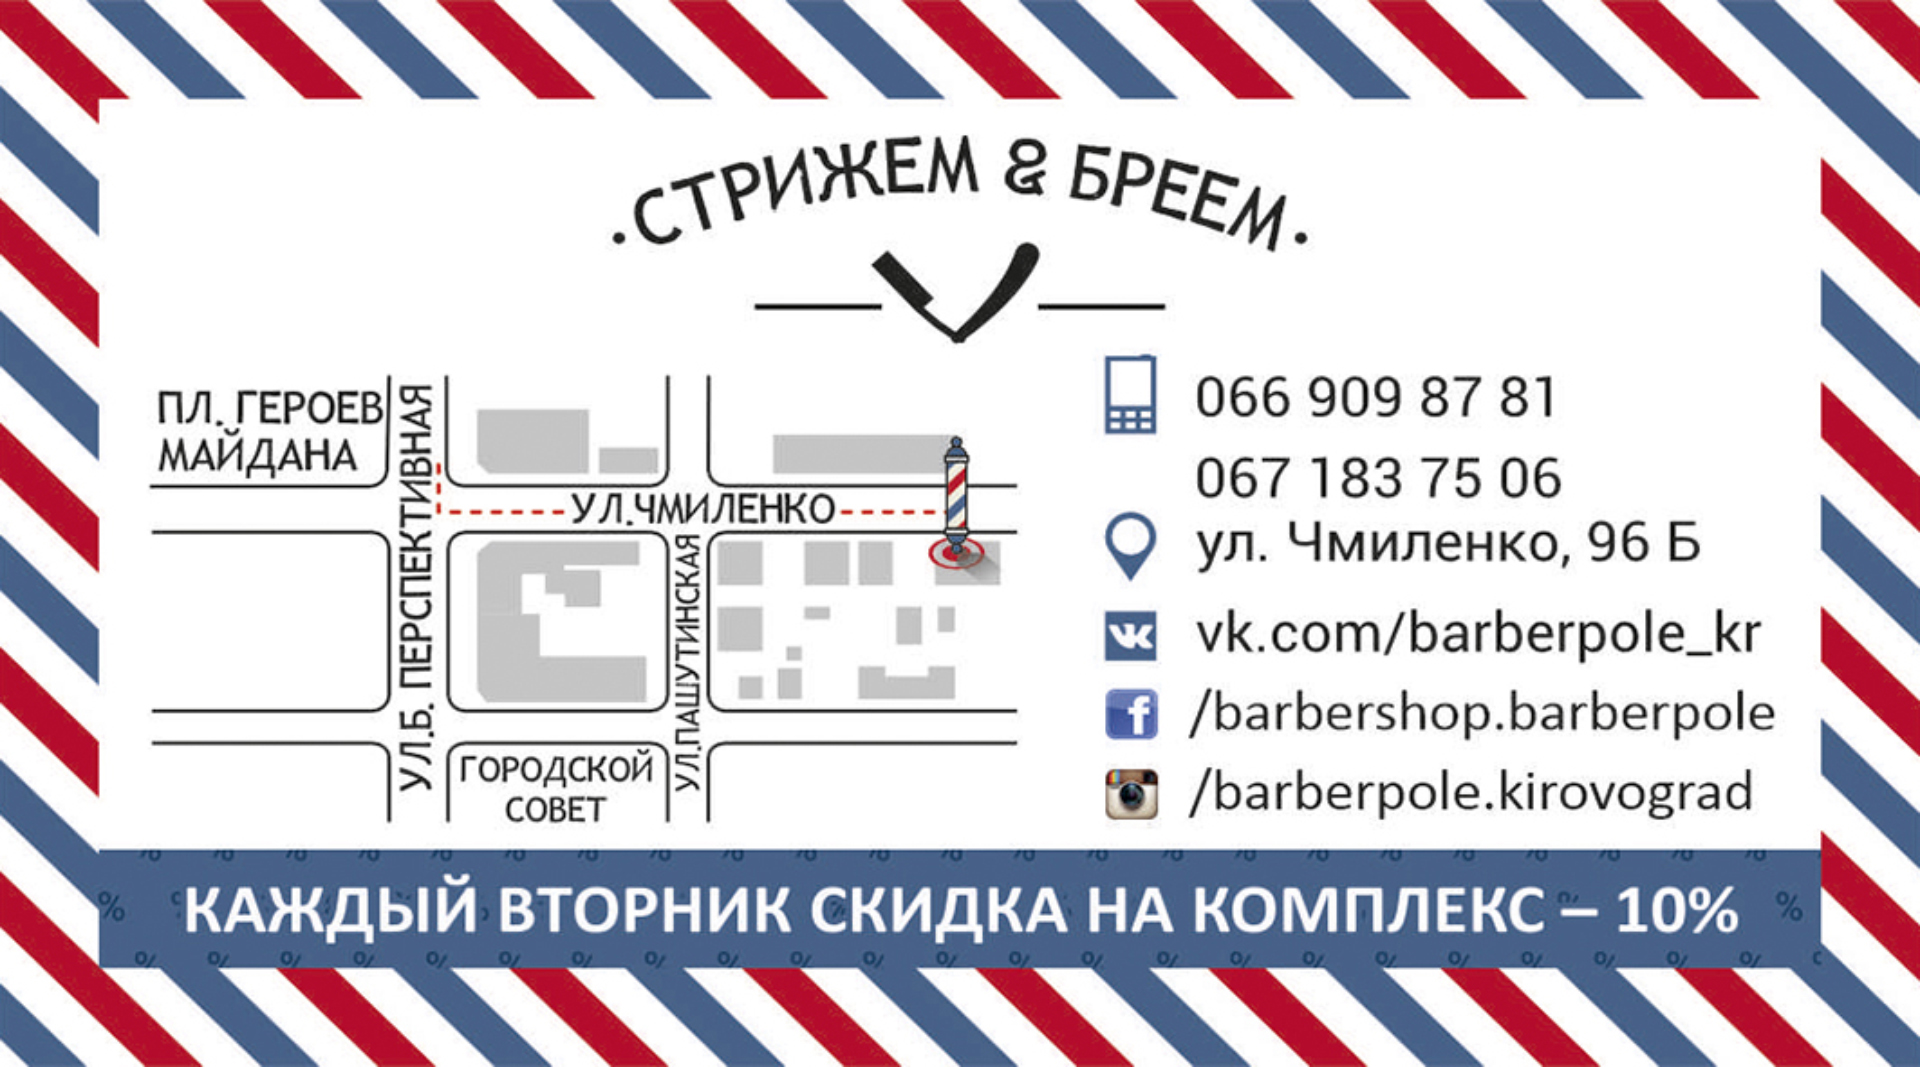 ·СТРИЖЕМ & БРЕЕМ·
ПЛ. ГЕРОЕВ
МАЙДАНА
УЛ.Б. ПЕРСПЕКТИВНАЯ
УЛ.ЧМИЛЕНКО
УЛ.ПАШУТИНСКАЯ
ГОРОДСКОЙ
СОВЕТ
066 909 87 81
067 183 75 06
ул. Чмиленко, 96 Б
vk.com/barberpole_kr
/barbershop.barberpole
/barberpole.kirovograd
КАЖДЫЙ ВТОРНИК СКИДКА НА КОМПЛЕКС – 10%